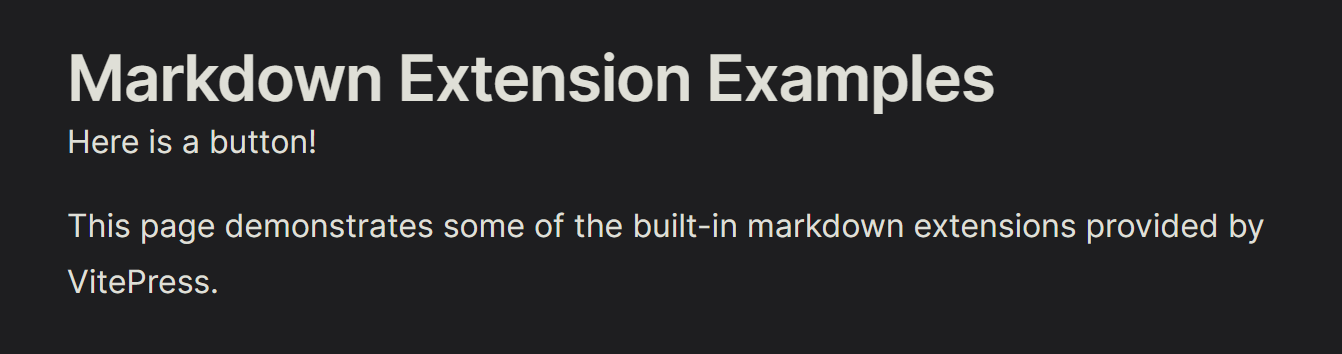 Markdown Extension Examples
Here is a button!
This page demonstrates some of the built-in markdown extensions provided by
VitePress.